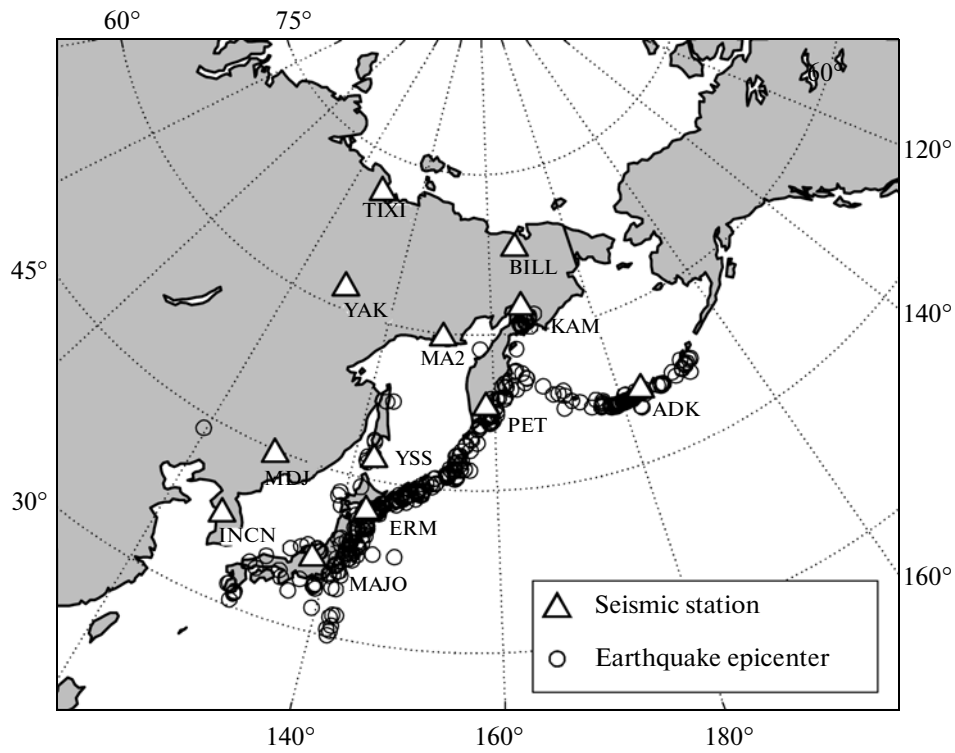 60° 75°
60°
120°
TIXI
BILL
45°
YAK
140°
KAM
MA2
ADK
PET
YSS
MDJ
30°
INCN
ERM
160°
MAJO
Seismic station
Earthquake epicenter
140° 160° 180°